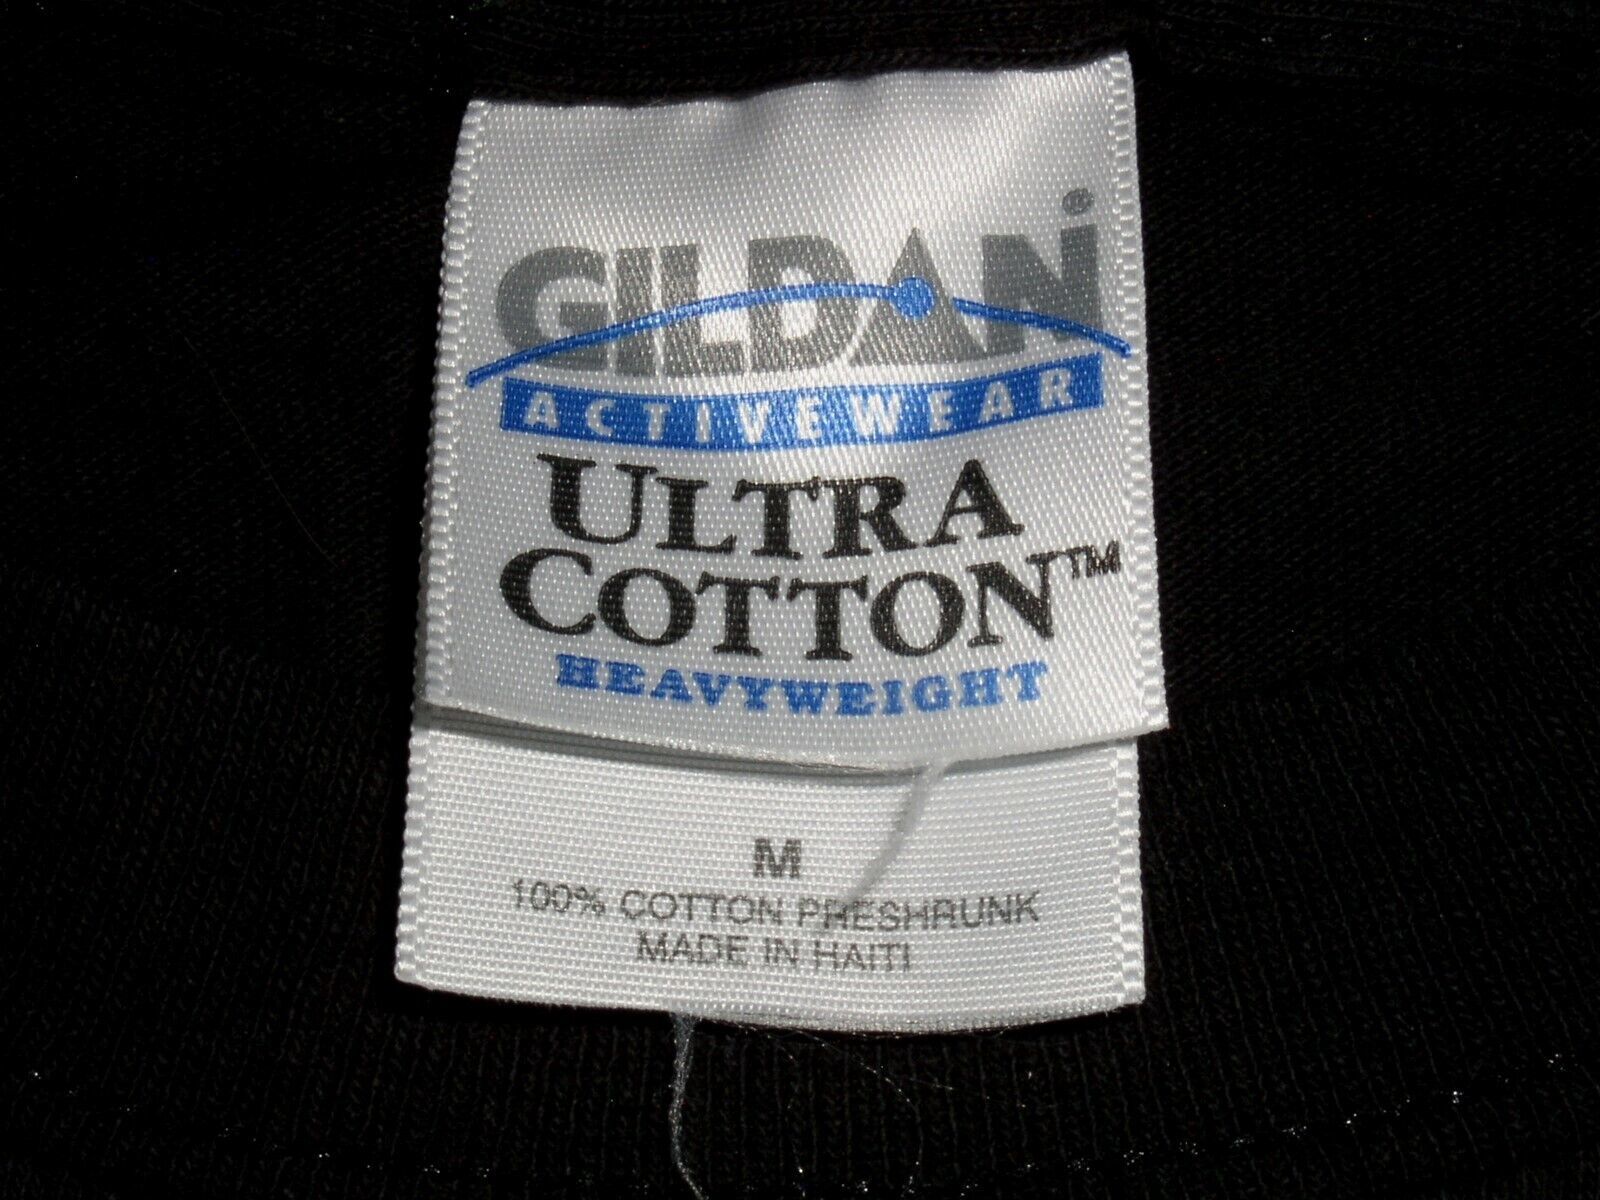 GILDAN®
ACTIVEWEAR
ULTRA
COTTON™
HEAVYWEIGHT
M
100% COTTON PRESHRUNK
MADE IN HAITI